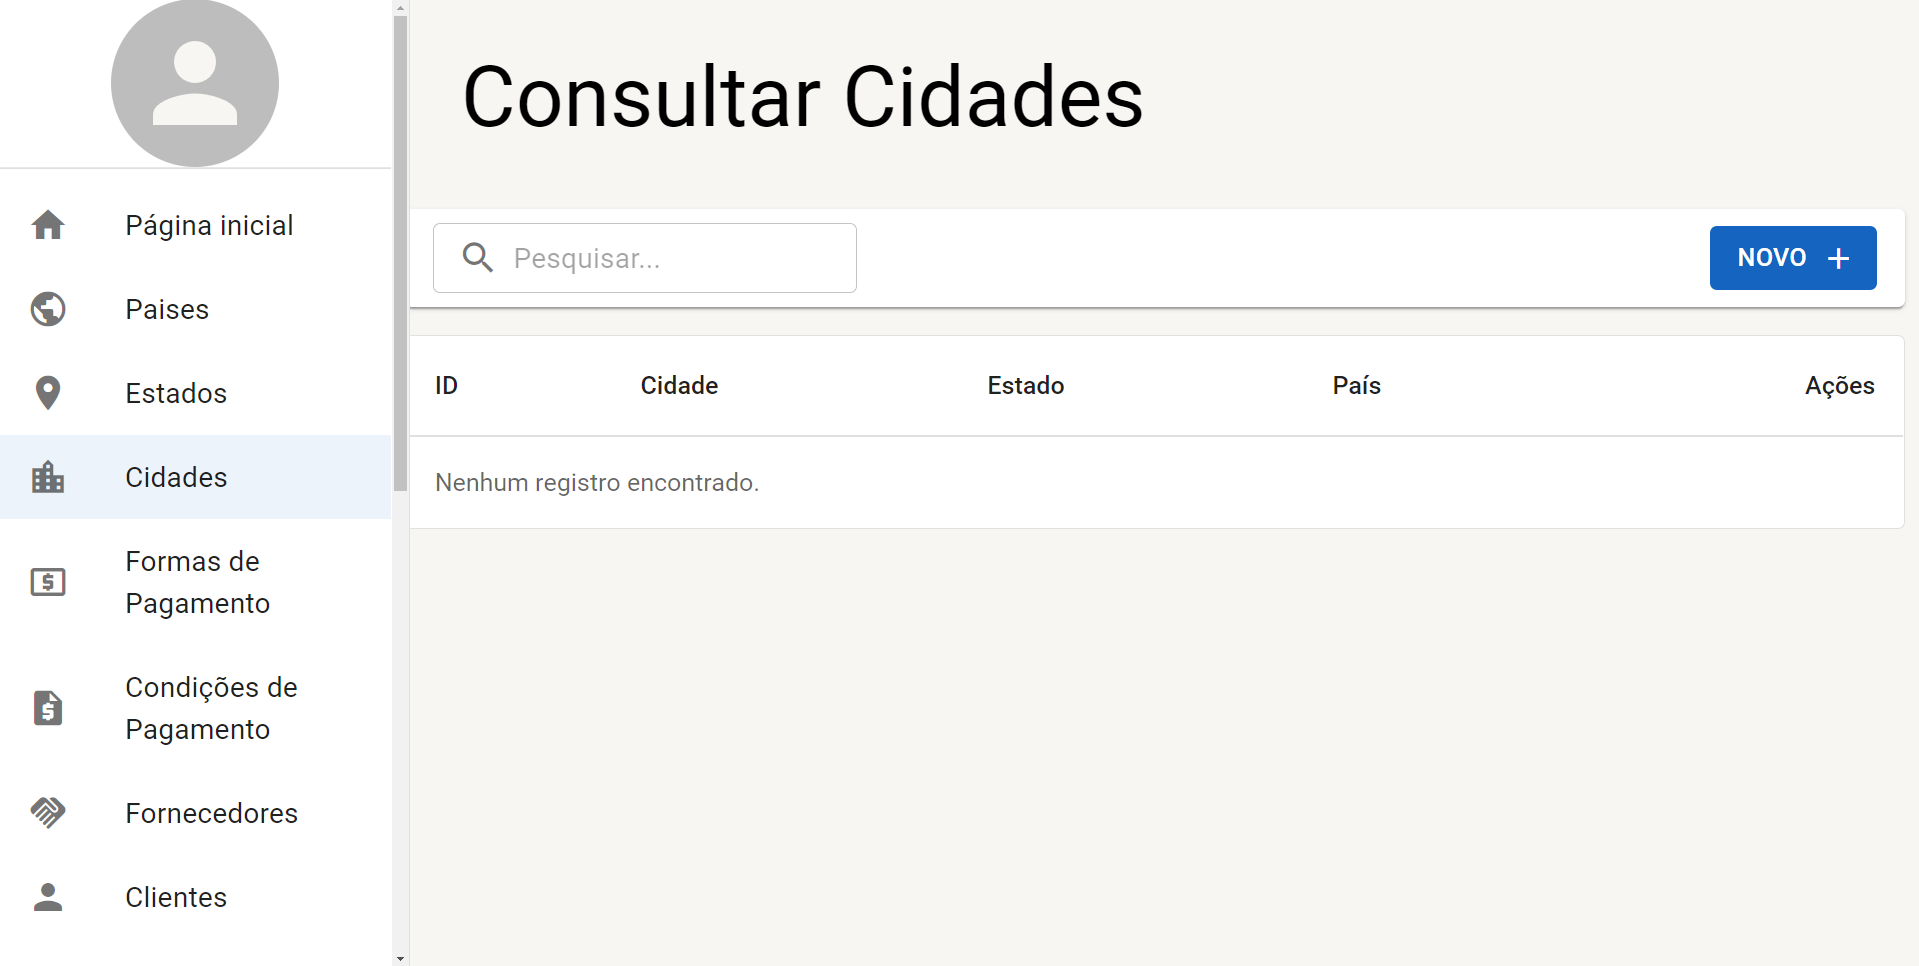 Consultar Cidades
Página inicial
Paises
Estados
Cidades
Formas de
Pagamento
Condições de
Pagamento
Fornecedores
Clientes
Pesquisar...
NOVO
ID Cidade Estado País Ações
Nenhum registro encontrado.